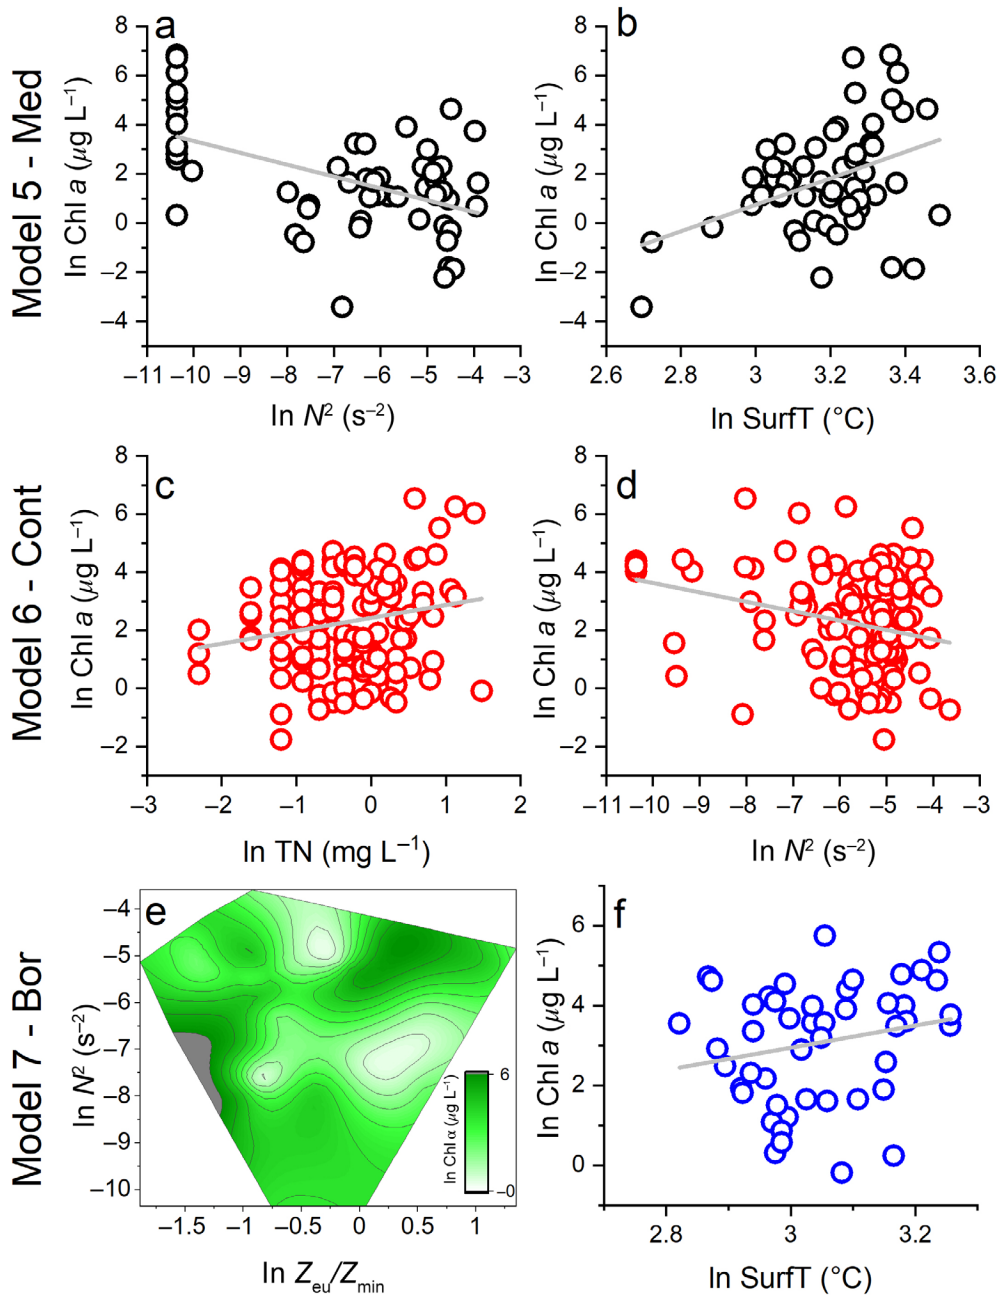 Model 5 - Med
a
ln Chl a (μg L⁻¹)
8
6
4
2
0
−2
−4
−11 −10 −9 −8 −7 −6 −5 −4 −3
ln N² (s⁻²)
b
ln Chl a (μg L⁻¹)
8
6
4
2
0
−2
−4
2.6 2.8 3 3.2 3.4 3.6
ln SurfT (°C)
Model 6 - Cont
c
ln Chl a (μg L⁻¹)
8
6
4
2
0
−2
−3 −2 −1 0 1 2
ln TN (mg L⁻¹)
d
ln Chl a (μg L⁻¹)
8
6
4
2
0
−2
−11 −10 −9 −8 −7 −6 −5 −4 −3
ln N² (s⁻²)
Model 7 - Bor
e
ln N² (s⁻²)
−4
−5
−6
−7
−8
−9
−10
−1.5 −1 −0.5 0 0.5 1
ln Zeu/Zmin
ln Chl α (μg L⁻¹)
6
−0
f
ln Chl a (μg L⁻¹)
6
4
2
0
2.8 3 3.2
ln SurfT (°C)